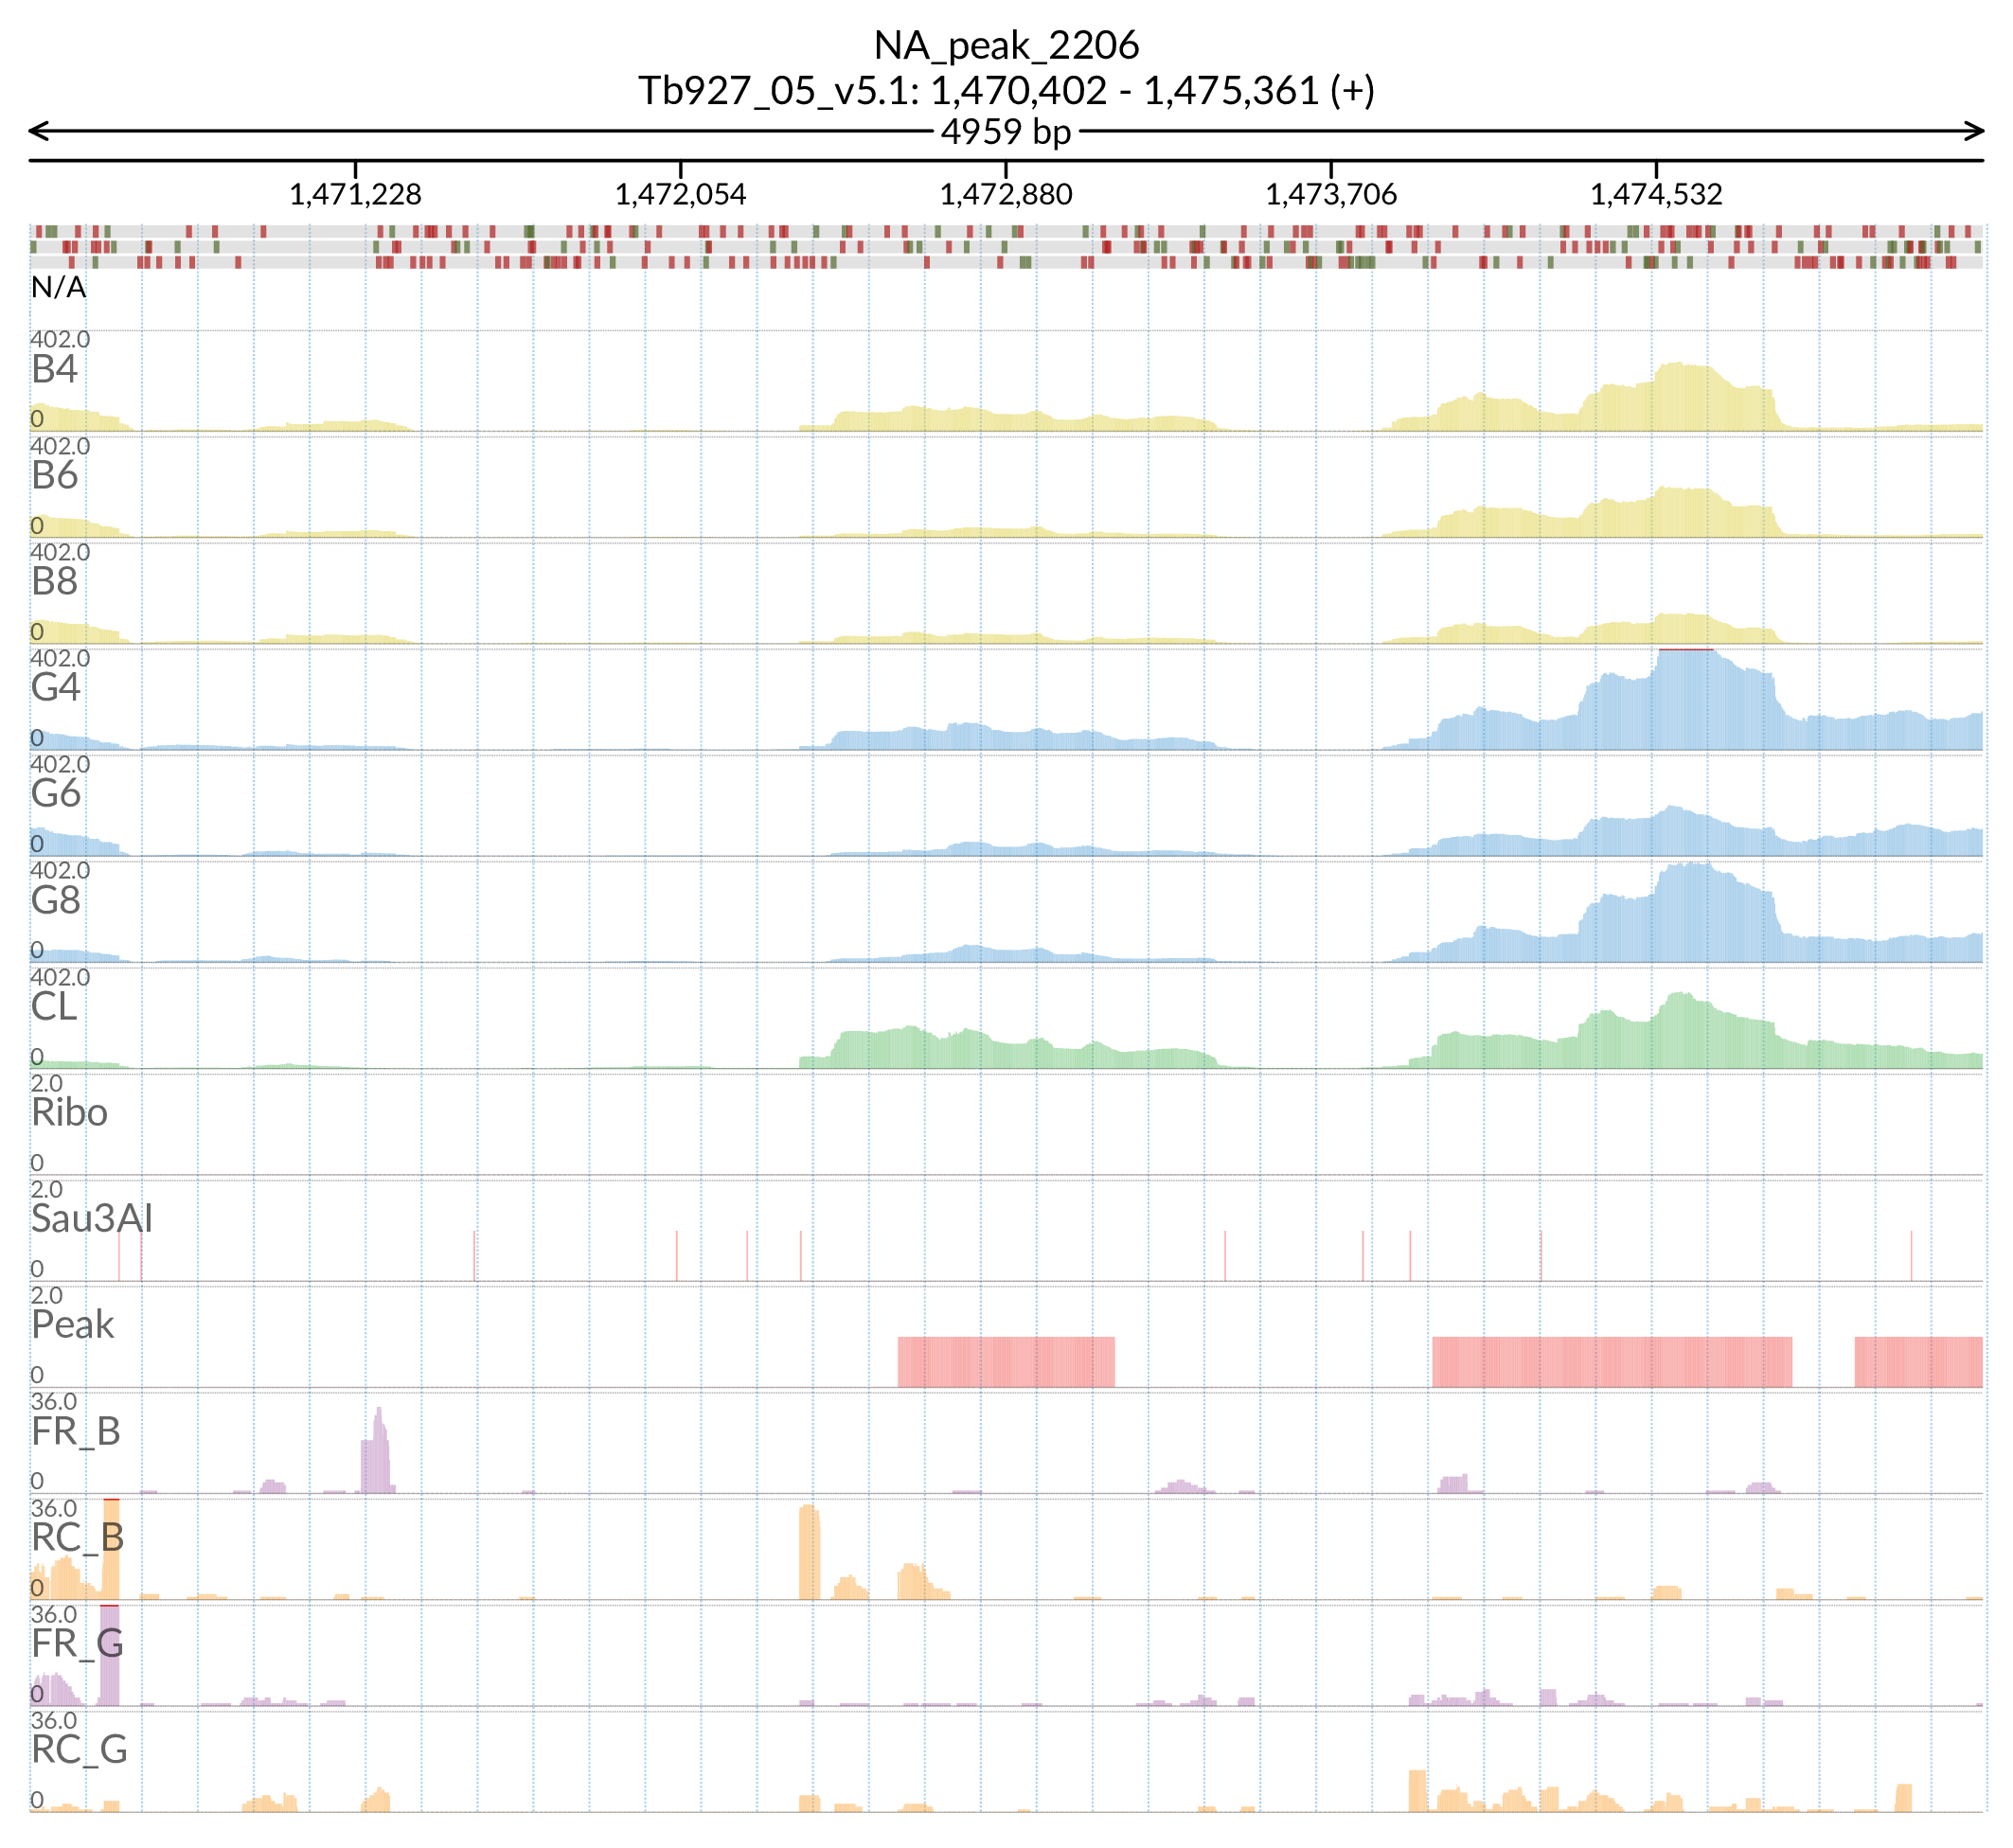 NA_peak_2206
Tb927_05_v5.1: 1,470,402 - 1,475,361 (+)
4959 bp
1,471,228 1,472,054 1,472,880 1,473,706 1,474,532
N/A
402.0
B4
0
402.0
B6
0
402.0
B8
0
402.0
G4
0
402.0
G6
0
402.0
G8
0
402.0
CL
0
2.0
Ribo
0
2.0
Sau3AI
0
2.0
Peak
0
36.0
FR_B
0
36.0
RC_B
0
36.0
FR_G
0
36.0
RC_G
0